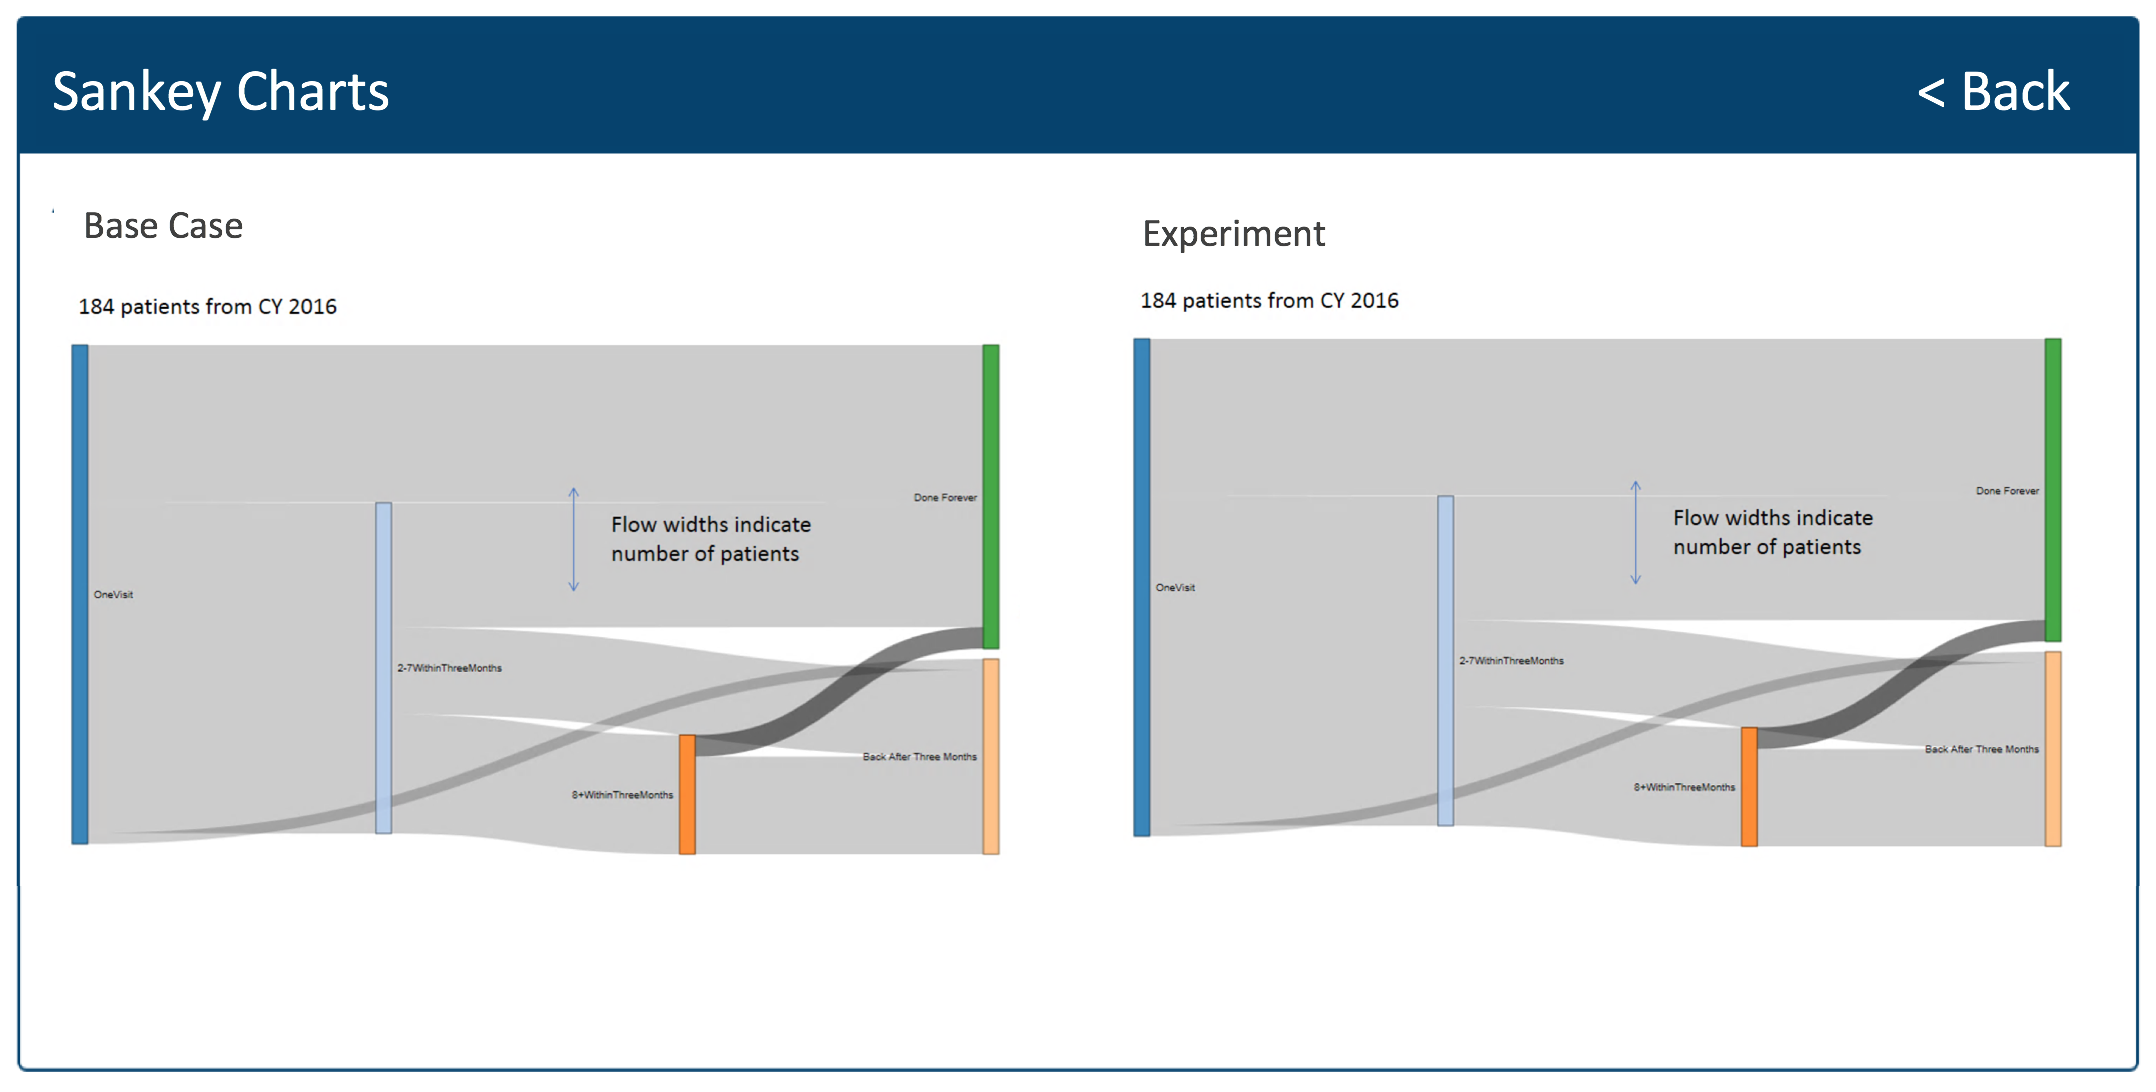 Sankey Charts
< Back
Base Case
184 patients from CY 2016
OneVisit
2-7WithinThreeMonths
8+WithinThreeMonths
Flow widths indicate
number of patients
Done Forever
Back After Three Months
Experiment
184 patients from CY 2016
OneVisit
2-7WithinThreeMonths
8+WithinThreeMonths
Flow widths indicate
number of patients
Done Forever
Back After Three Months